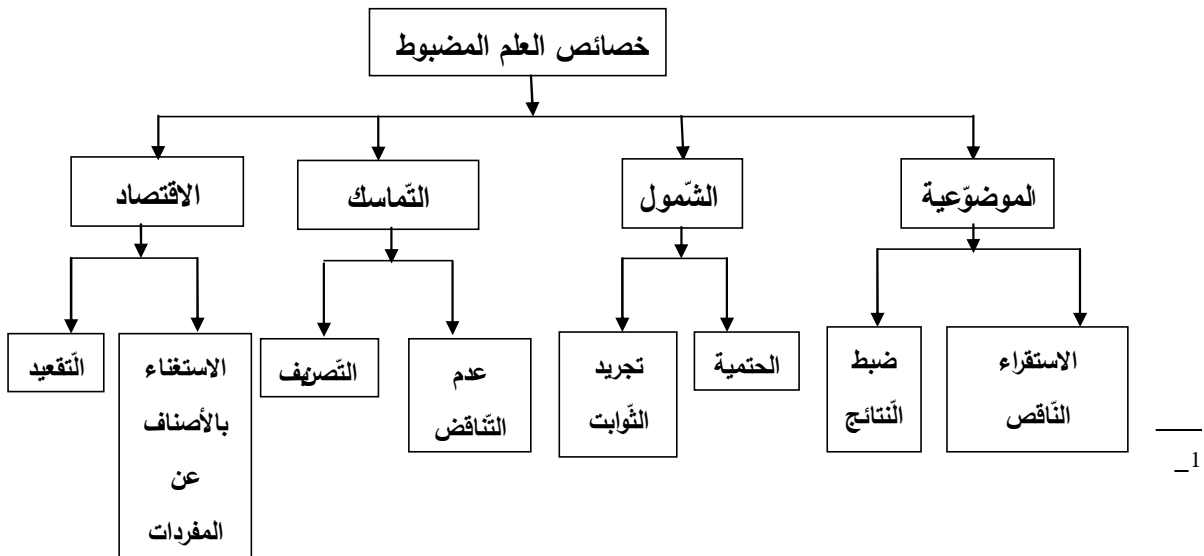 خصائص العلم المضبوط
الموضوّعية
الشّمول
التّماسك
الاقتصاد
الاستقراء
النّاقص
ضبط
النّتائج
الحتمية
تجريد
الثّوابت
عدم
التّناقض
التّصنيف
الاستغناء
بالأصناف
عن
المفردات
التّقعيد
_1